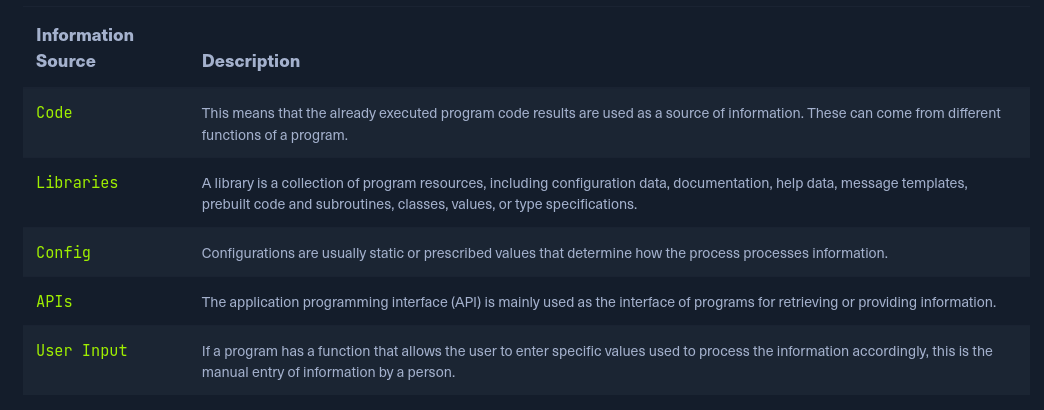 Information
Source
Description
Code
This means that the already executed program code results are used as a source of information. These can come from different
functions of a program.
Libraries
A library is a collection of program resources, including configuration data, documentation, help data, message templates,
prebuilt code and subroutines, classes, values, or type specifications.
Config
Configurations are usually static or prescribed values that determine how the process processes information.
APIs
The application programming interface (API) is mainly used as the interface of programs for retrieving or providing information.
User Input
If a program has a function that allows the user to enter specific values used to process the information accordingly, this is the
manual entry of information by a person.